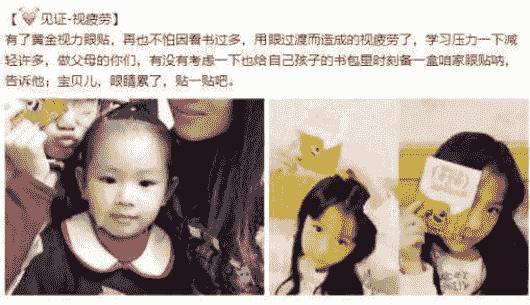 【见证-视疲劳】
有了黄金视力眼贴，再也不怕因看书过多，用眼过渡而造成的视疲劳了，学习压力一下减
轻许多，做父母的你们，有没有考虑一下也给自己孩子的书包里时刻备一盒咱家眼贴呐，
告诉他：宝贝儿，眼睛累了，贴一贴吧。